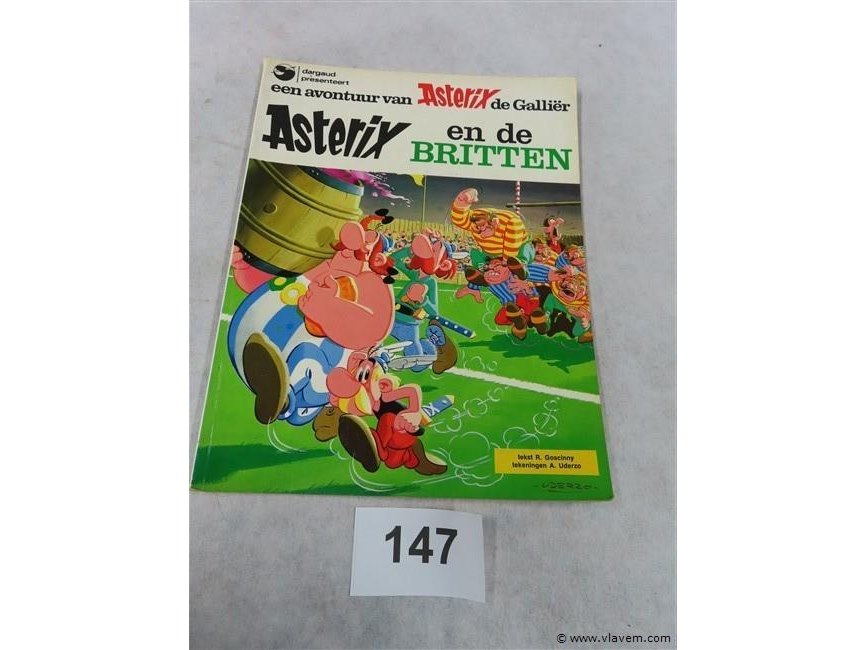 dargaud
presenteert
een avontuur van Asterix de Galliër
Asterix en de
BRITTEN
tekst R. Goscinny
tekeningen A. Uderzo
-UDERZO-
147
© www.vlavem.com